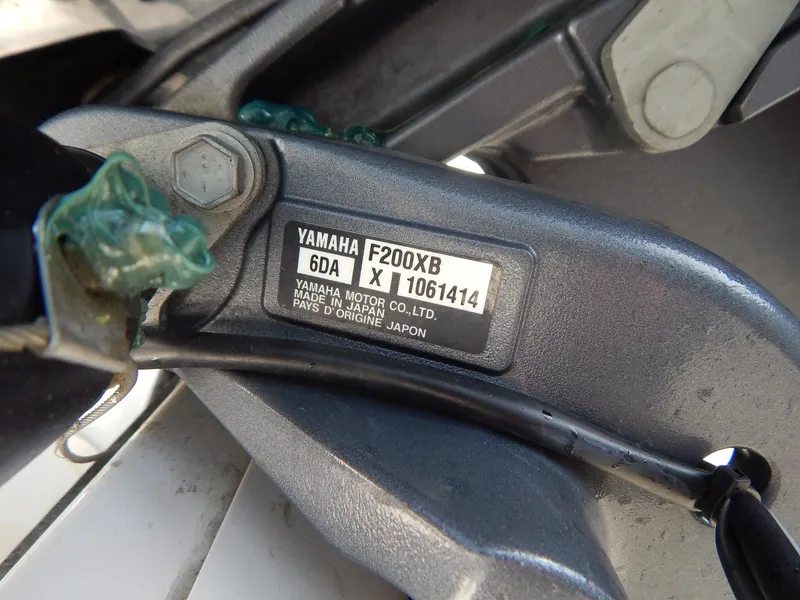 YAMAHA F200XB
6DA X 1061414
YAMAHA MOTOR CO.,LTD.
MADE IN JAPAN
PAYS D'ORIGINE JAPON